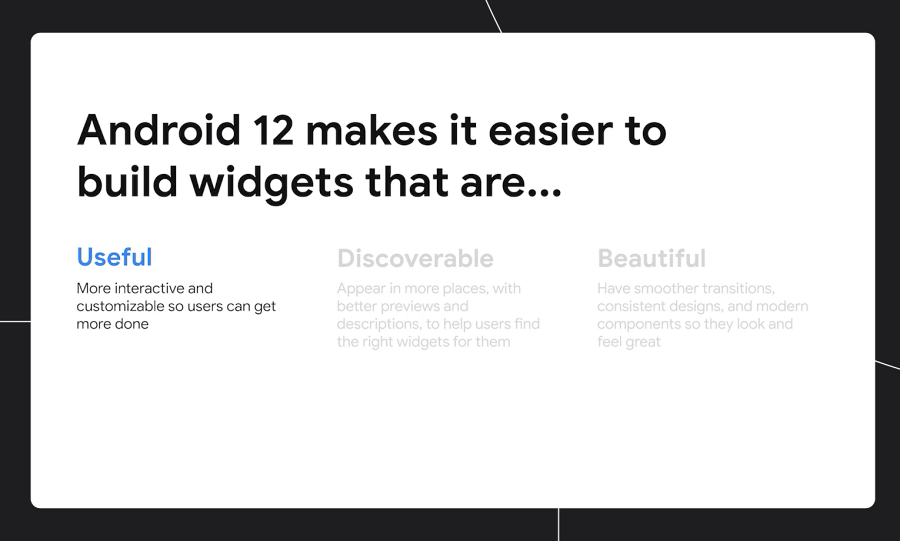 Android 12 makes it easier to
build widgets that are...
Useful
More interactive and
customizable so users can get
more done
Discoverable
Appear in more places, with
better previews and
descriptions, to help users find
the right widgets for them
Beautiful
Have smoother transitions,
consistent designs, and modern
components so they look and
feel great